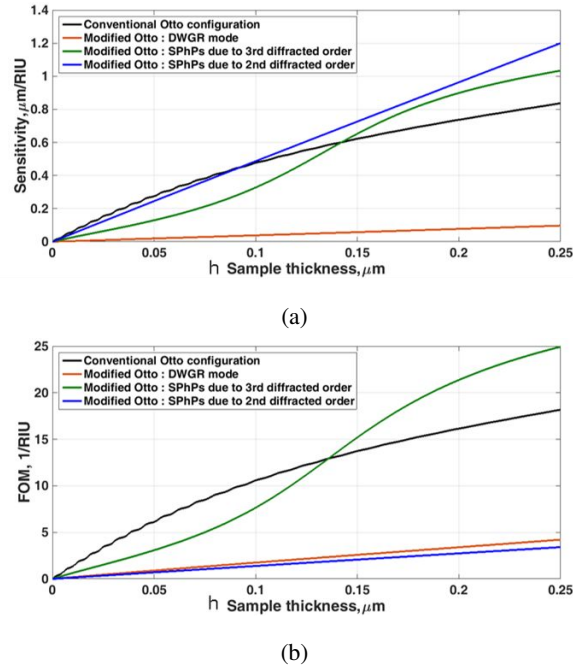 1.4
1.2
1
0.8
0.6
0.4
0.2
0
Sensitivity,μm/RIU
Conventional Otto configuration
Modified Otto : DWGR mode
Modified Otto : SPhPs due to 3rd diffracted order
Modified Otto : SPhPs due to 2nd diffracted order
0 0.05 0.1 0.15 0.2 0.25
h Sample thickness,μm
(a)
25
20
15
10
5
0
FOM, 1/RIU
Conventional Otto configuration
Modified Otto : DWGR mode
Modified Otto : SPhPs due to 3rd diffracted order
Modified Otto : SPhPs due to 2nd diffracted order
0 0.05 0.1 0.15 0.2 0.25
h Sample thickness,μm
(b)